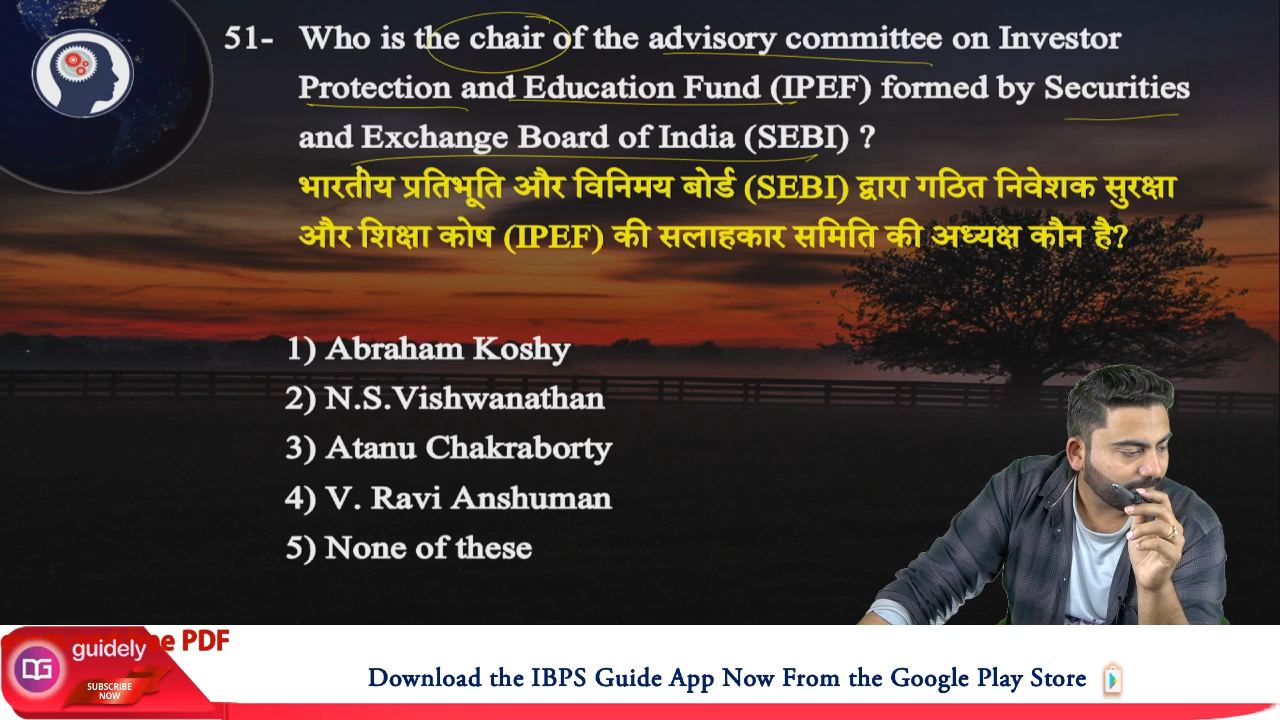 51- Who is the chair of the advisory committee on Investor
Protection and Education Fund (IPEF) formed by Securities
and Exchange Board of India (SEBI) ?
भारतीय प्रतिभूति और विनिमय बोर्ड (SEBI) द्वारा गठित निवेशक सुरक्षा
और शिक्षा कोष (IPEF) की सलाहकार समिति की अध्यक्ष कौन है?
1) Abraham Koshy
2) N.S.Vishwanathan
3) Atanu Chakraborty
4) V. Ravi Anshuman
5) None of these
PDF
guidely
SUBSCRIBE
NOW
Download the IBPS Guide App Now From the Google Play Store